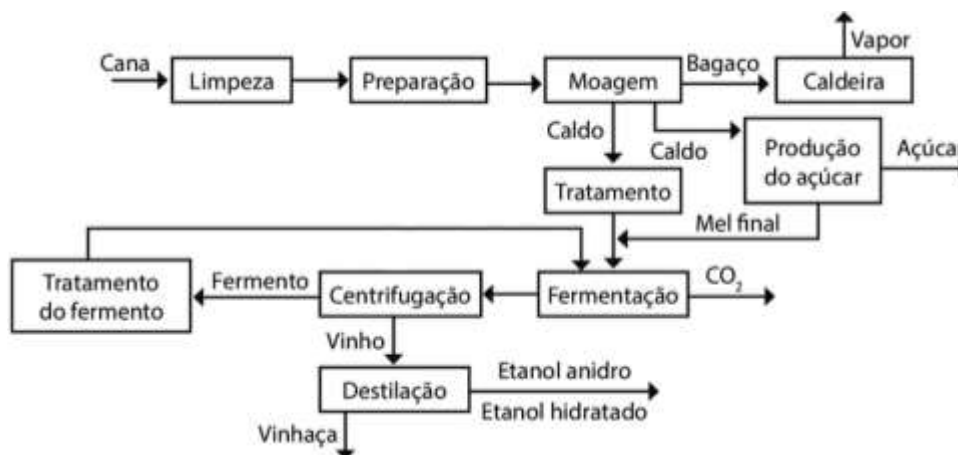 Vapor
Cana
Limpeza
Preparação
Moagem
Bagaço
Caldeira
Caldo
Caldo
Produção
do açúcar
Açúcar
Tratamento
Mel final
Tratamento
do fermento
Fermento
Centrifugação
Fermentação
CO₂
Vinho
Destilação
Etanol anidro
Etanol hidratado
Vinhaça